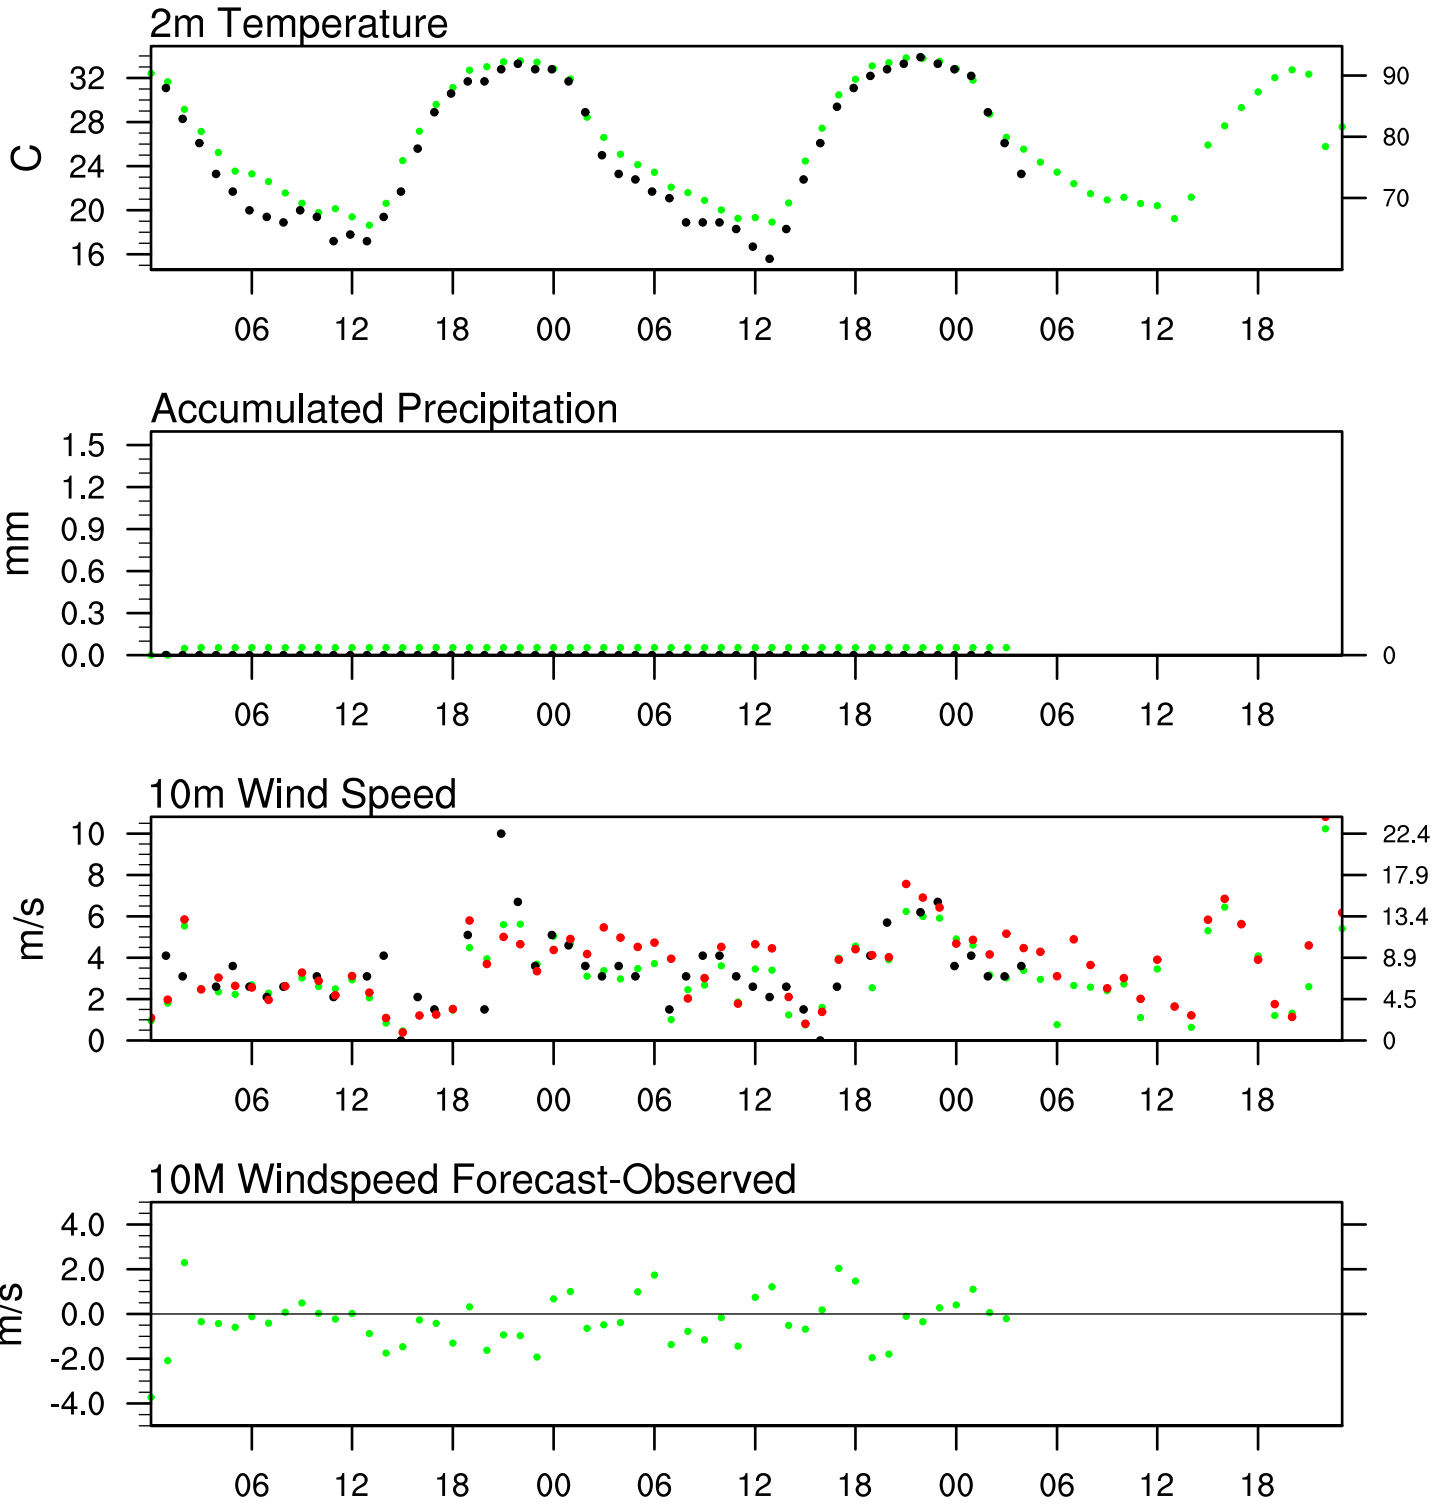 2m Temperature
32
28
24
20
16
C
90
80
70
06 12 18 00 06 12 18 00 06 12 18
Accumulated Precipitation
1.5
1.2
0.9
0.6
0.3
0.0
mm
0
06 12 18 00 06 12 18 00 06 12 18
10m Wind Speed
10
8
6
4
2
0
m/s
22.4
17.9
13.4
8.9
4.5
0
06 12 18 00 06 12 18 00 06 12 18
10M Windspeed Forecast-Observed
4.0
2.0
0.0
-2.0
-4.0
m/s
06 12 18 00 06 12 18 00 06 12 18